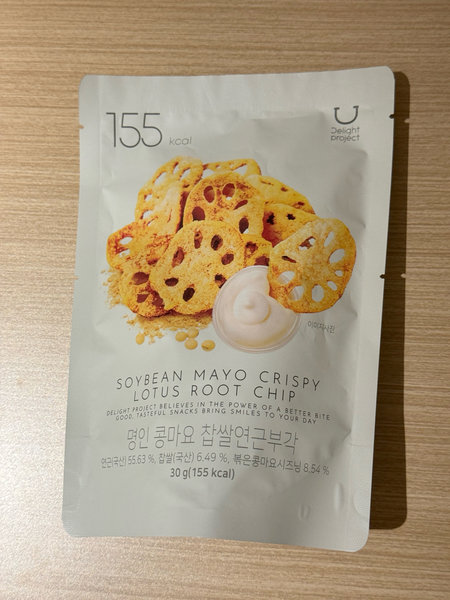 155 kcal
Delight
project
이미지사진
SOYBEAN MAYO CRISPY
LOTUS ROOT CHIP
DELIGHT PROJECT BELIEVES IN THE POWER OF A BETTER BITE
GOOD, TASTEFUL SNACKS BRING SMILES TO YOUR DAY
명인 콩마요 찹쌀연근부각
연근(국산) 55.63 %, 찹쌀(국산) 6.49 %, 볶은콩마요시즈닝 8.54 %
30 g(155 kcal)